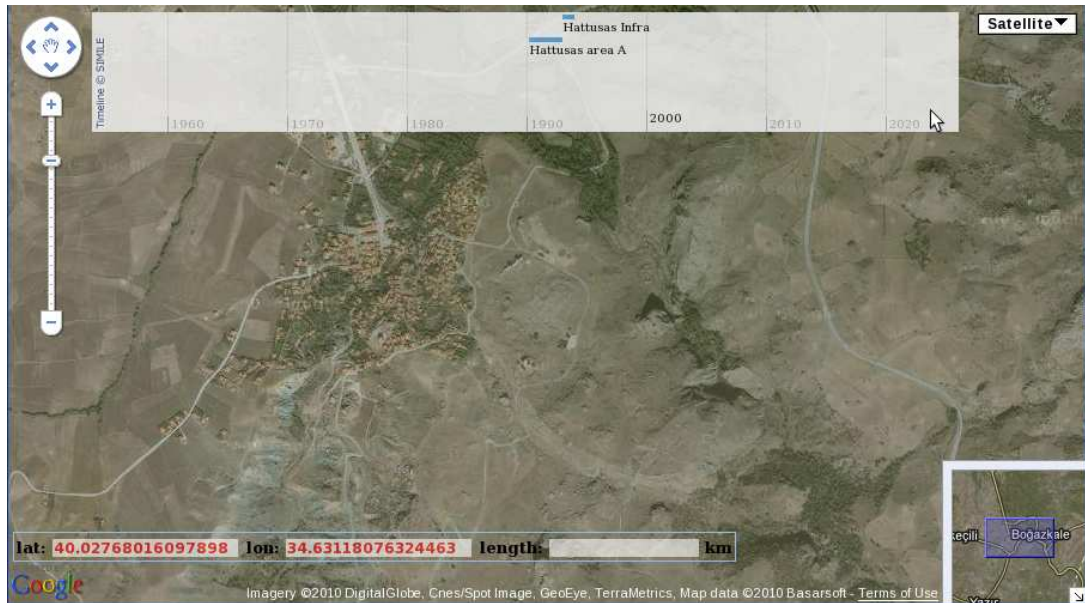 Satellite
Hattusas Infra
Hattusas area A
Timeline © SIMILE
1960 1970 1980 1990 2000 2010 2020
lat: 40.02768016097898 lon: 34.63118076324463 length: km
Google
Imagery ©2010 DigitalGlobe, Cnes/Spot Image, GeoEye, TerraMetrics, Map data ©2010 Basarsoft - Terms of Use
Boğazkale